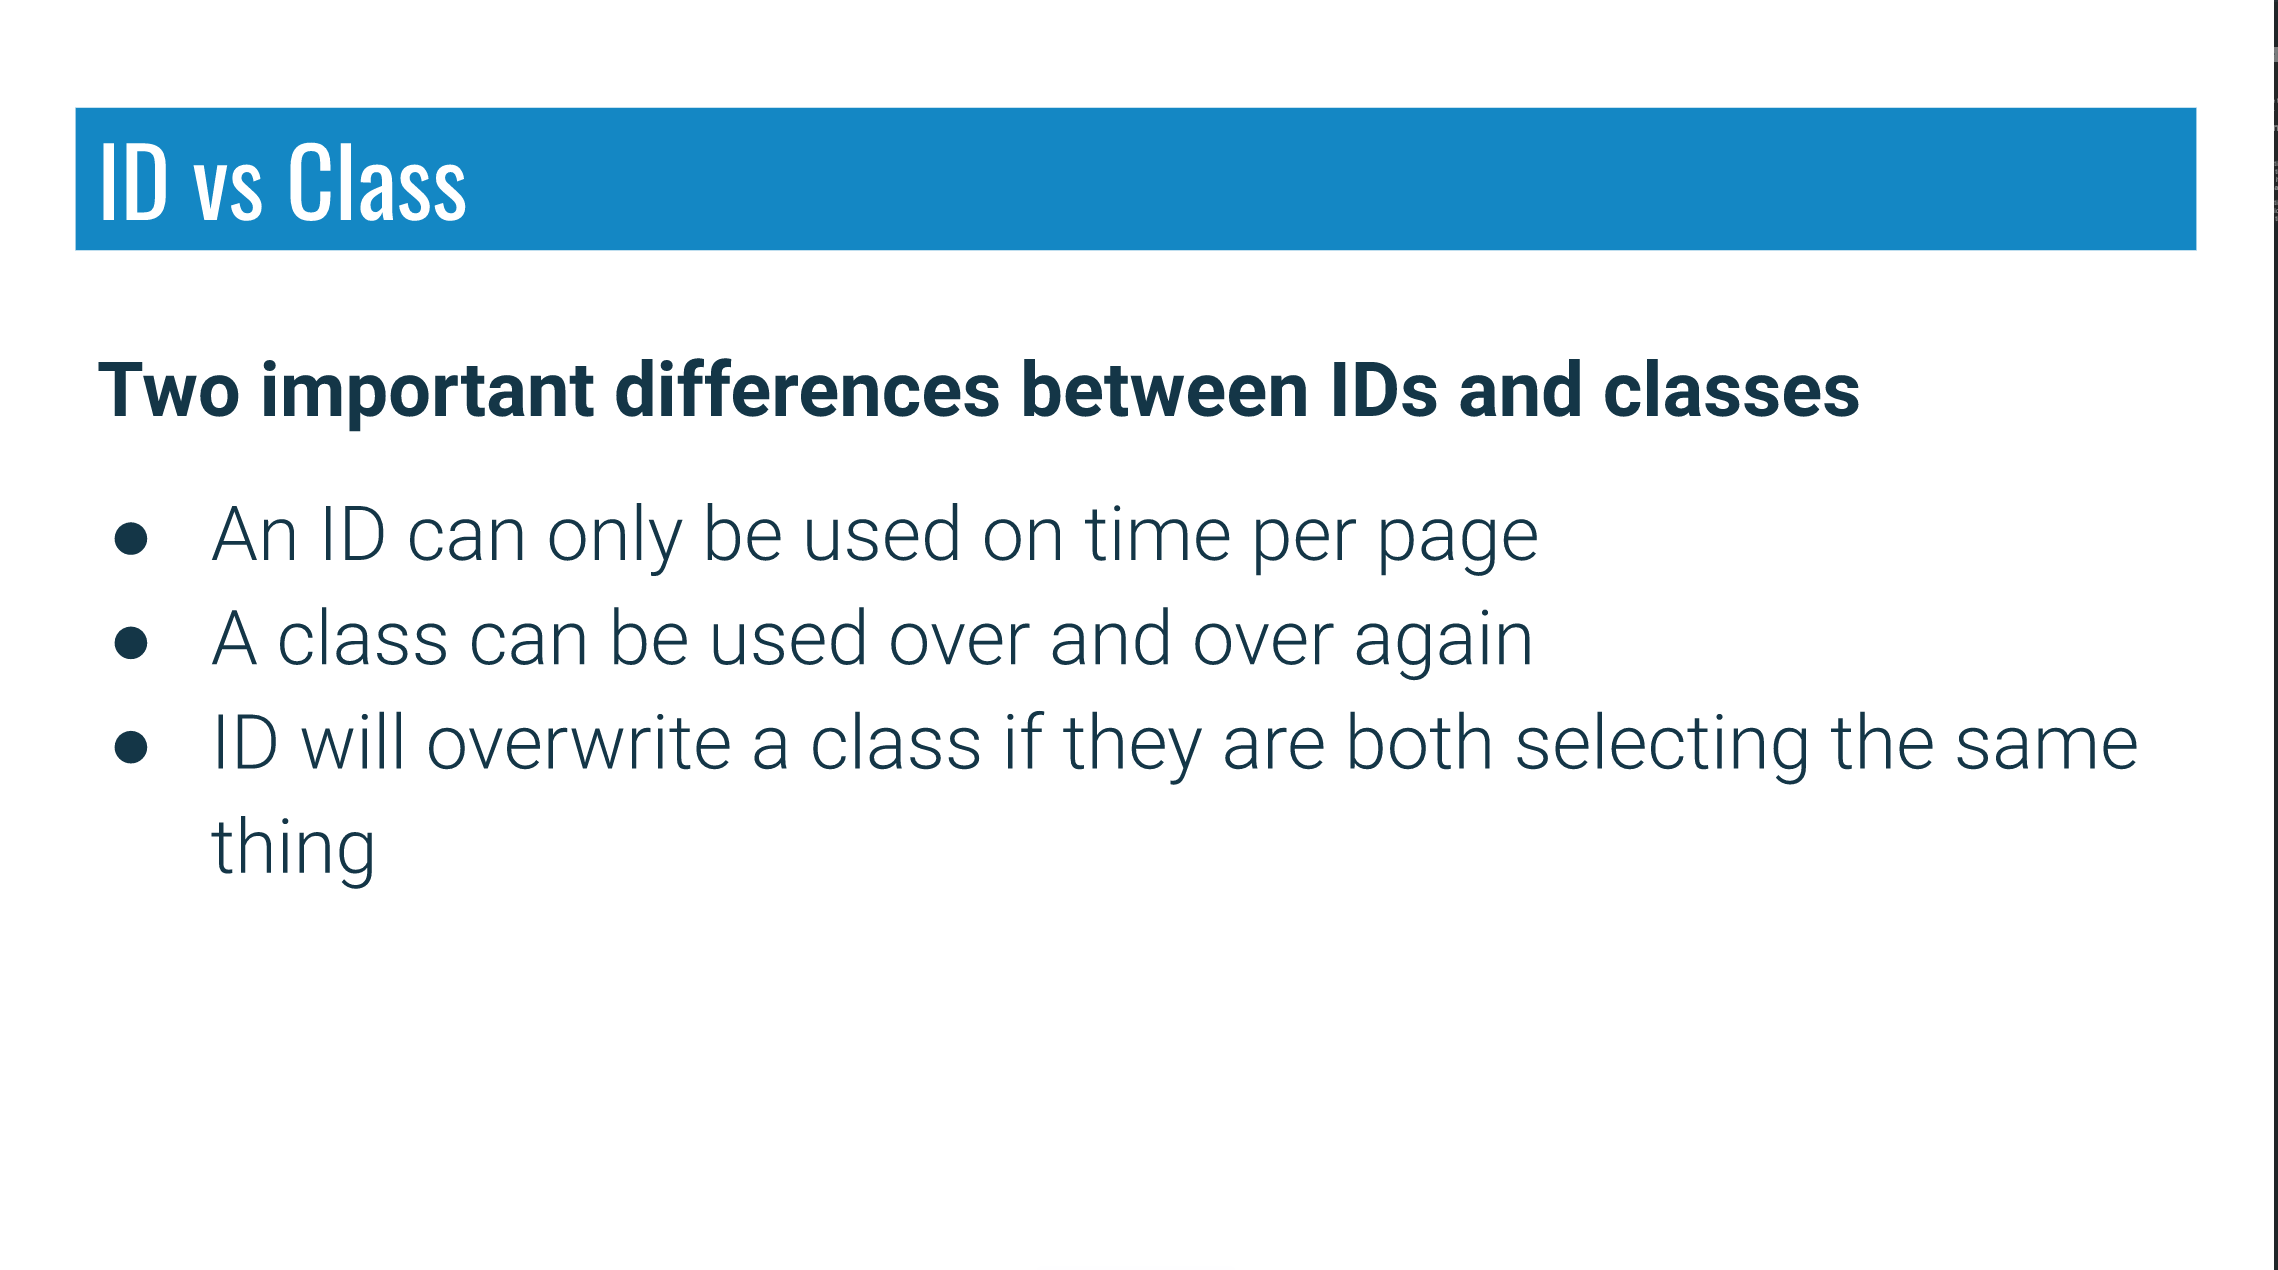 ID vs Class
Two important differences between IDs and classes
● An ID can only be used on time per page
● A class can be used over and over again
● ID will overwrite a class if they are both selecting the same
thing